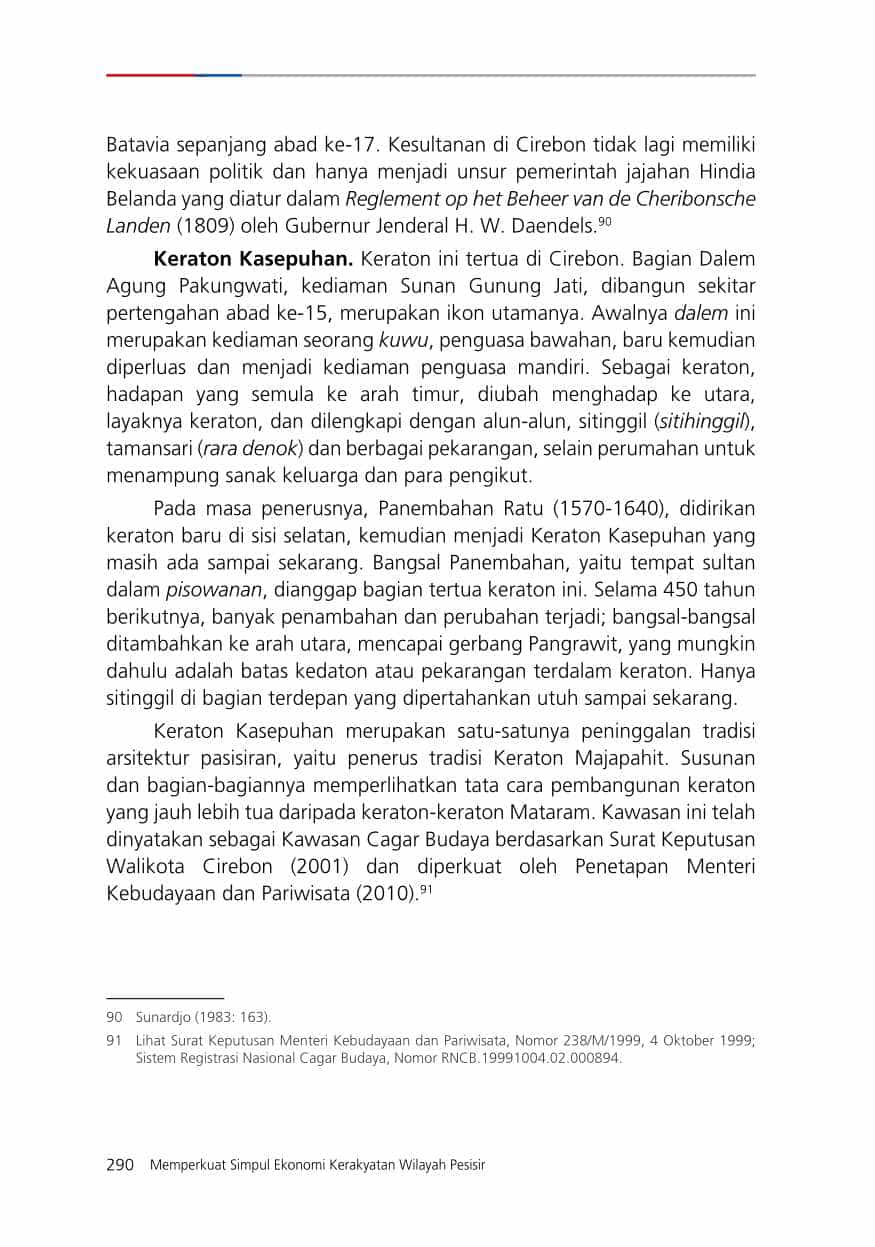 Batavia sepanjang abad ke-17. Kesultanan di Cirebon tidak lagi memiliki
kekuasaan politik dan hanya menjadi unsur pemerintah jajahan Hindia
Belanda yang diatur dalam Reglement op het Beheer van de Cheribonsche
Landen (1809) oleh Gubernur Jenderal H. W. Daendels.90
Keraton Kasepuhan. Keraton ini tertua di Cirebon. Bagian Dalem
Agung Pakungwati, kediaman Sunan Gunung Jati, dibangun sekitar
pertengahan abad ke-15, merupakan ikon utamanya. Awalnya dalem ini
merupakan kediaman seorang kuwu, penguasa bawahan, baru kemudian
diperluas dan menjadi kediaman penguasa mandiri. Sebagai keraton,
hadapan yang semula ke arah timur, diubah menghadap ke utara,
layaknya keraton, dan dilengkapi dengan alun-alun, sitinggil (sitihinggil),
tamansari (rara denok) dan berbagai pekarangan, selain perumahan untuk
menampung sanak keluarga dan para pengikut.
Pada masa penerusnya, Panembahan Ratu (1570-1640), didirikan
keraton baru di sisi selatan, kemudian menjadi Keraton Kasepuhan yang
masih ada sampai sekarang. Bangsal Panembahan, yaitu tempat sultan
dalam pisowanan, dianggap bagian tertua keraton ini. Selama 450 tahun
berikutnya, banyak penambahan dan perubahan terjadi; bangsal-bangsal
ditambahkan ke arah utara, mencapai gerbang Pangrawit, yang mungkin
dahulu adalah batas kedaton atau pekarangan terdalam keraton. Hanya
sitinggil di bagian terdepan yang dipertahankan utuh sampai sekarang.
Keraton Kasepuhan merupakan satu-satunya peninggalan tradisi
arsitektur pasisiran, yaitu penerus tradisi Keraton Majapahit. Susunan
dan bagian-bagiannya memperlihatkan tata cara pembangunan keraton
yang jauh lebih tua daripada keraton-keraton Mataram. Kawasan ini telah
dinyatakan sebagai Kawasan Cagar Budaya berdasarkan Surat Keputusan
Walikota Cirebon (2001) dan diperkuat oleh Penetapan Menteri
Kebudayaan dan Pariwisata (2010).91
90 Sunardjo (1983: 163).
91 Lihat Surat Keputusan Menteri Kebudayaan dan Pariwisata, Nomor 238/M/1999, 4 Oktober 1999;
Sistem Registrasi Nasional Cagar Budaya, Nomor RNCB.19991004.02.000894.
290 Memperkuat Simpul Ekonomi Kerakyatan Wilayah Pesisir